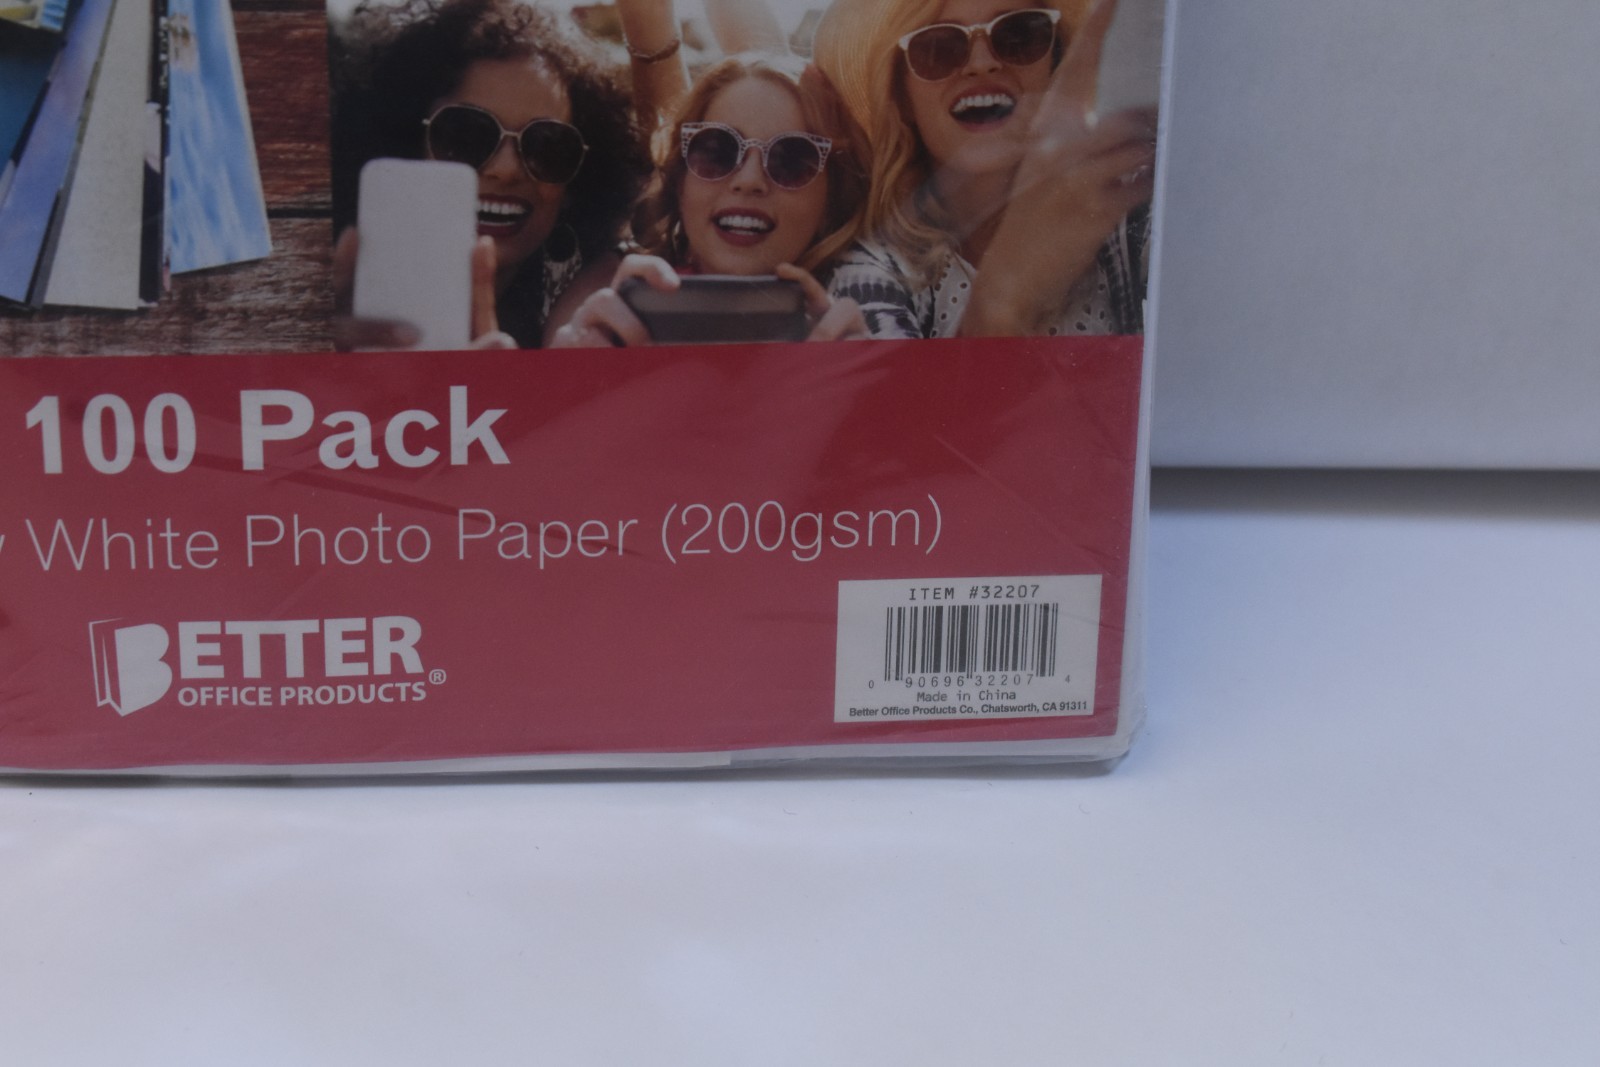 100 Pack
White Photo Paper (200gsm)
BETTER®
OFFICE PRODUCTS
ITEM #32207
0 90696 32207 4
Made in China
Better Office Products Co., Chatsworth, CA 91311